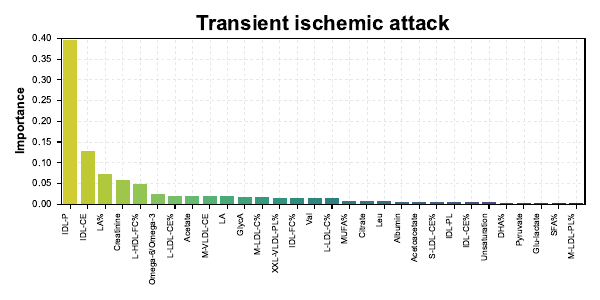 Transient ischemic attack
Importance
0.40
0.35
0.30
0.25
0.20
0.15
0.10
0.05
0.00
IDL-P
IDL-CE
LA%
Creatinine
L-HDL-FC%
Omega-6/Omega-3
L-LDL-CE%
Acetate
M-VLDL-CE
LA
GlycA
M-LDL-C%
XXL-VLDL-PL%
IDL-FC%
Val
L-LDL-C%
MUFA%
Citrate
Leu
Albumin
Acetoacetate
S-LDL-CE%
IDL-PL
IDL-CE%
Unsaturation
DHA%
Pyruvate
Glu-lactate
SFA%
M-LDL-PL%